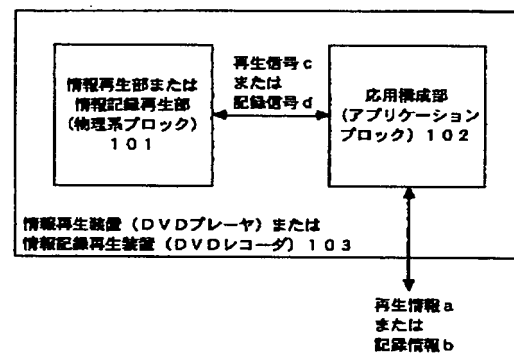 情報再生部または
情報記録再生部
(物理系ブロック)
101
再生信号c
または
記録信号d
応用構成部
(アプリケーション
ブロック)102
情報再生装置(DVDプレーヤ)または
情報記録再生装置(DVDレコーダ)103
再生情報a
または
記録情報b